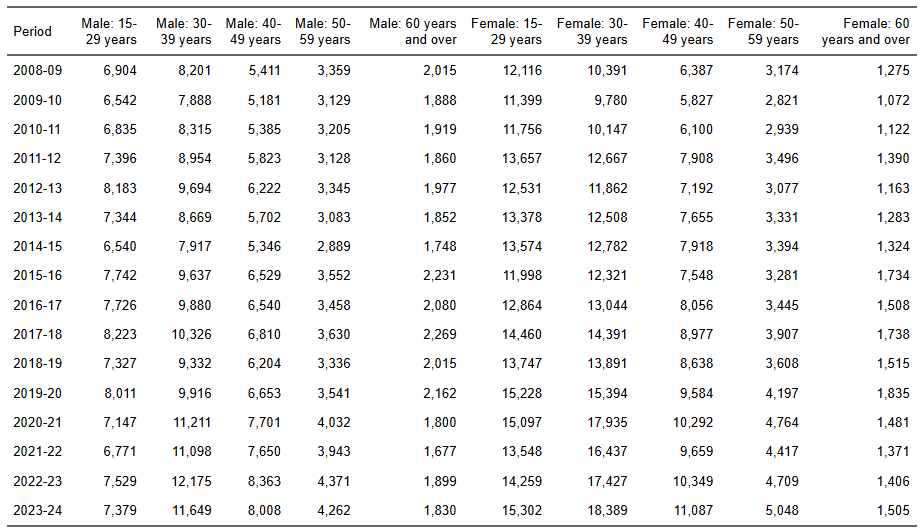 Period Male: 15-29 years Male: 30-39 years Male: 40-49 years Male: 50-59 years Male: 60 years and over Female: 15-29 years Female: 30-39 years Female: 40-49 years Female: 50-59 years Female: 60 years and over
2008-09 6,904 8,201 5,411 3,359 2,015 12,116 10,391 6,387 3,174 1,275
2009-10 6,542 7,888 5,181 3,129 1,888 11,399 9,780 5,827 2,821 1,072
2010-11 6,835 8,315 5,385 3,205 1,919 11,756 10,147 6,100 2,939 1,122
2011-12 7,396 8,954 5,823 3,128 1,860 13,657 12,667 7,908 3,496 1,390
2012-13 8,183 9,694 6,222 3,345 1,977 12,531 11,862 7,192 3,077 1,163
2013-14 7,344 8,669 5,702 3,083 1,852 13,378 12,508 7,655 3,331 1,283
2014-15 6,540 7,917 5,346 2,889 1,748 13,574 12,782 7,918 3,394 1,324
2015-16 7,742 9,637 6,529 3,552 2,231 11,998 12,321 7,548 3,281 1,734
2016-17 7,726 9,880 6,540 3,458 2,080 12,864 13,044 8,056 3,445 1,508
2017-18 8,223 10,326 6,810 3,630 2,269 14,460 14,391 8,977 3,907 1,738
2018-19 7,327 9,332 6,204 3,336 2,015 13,747 13,891 8,638 3,608 1,515
2019-20 8,011 9,916 6,653 3,541 2,162 15,228 15,394 9,584 4,197 1,835
2020-21 7,147 11,211 7,701 4,032 1,800 15,097 17,935 10,292 4,764 1,481
2021-22 6,771 11,098 7,650 3,943 1,677 13,548 16,437 9,659 4,417 1,371
2022-23 7,529 12,175 8,363 4,371 1,899 14,259 17,427 10,349 4,709 1,406
2023-24 7,379 11,649 8,008 4,262 1,830 15,302 18,389 11,087 5,048 1,505